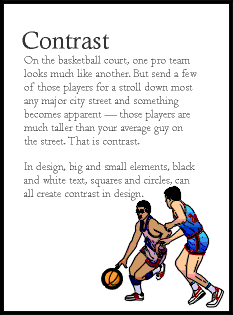 Contrast
On the basketball court, one pro team
looks much like another. But send a few
of those players for a stroll down most
any major city street and something
becomes apparent — those players are
much taller than your average guy on
the street. That is contrast.
In design, big and small elements, black
and white text, squares and circles, can
all create contrast in design.